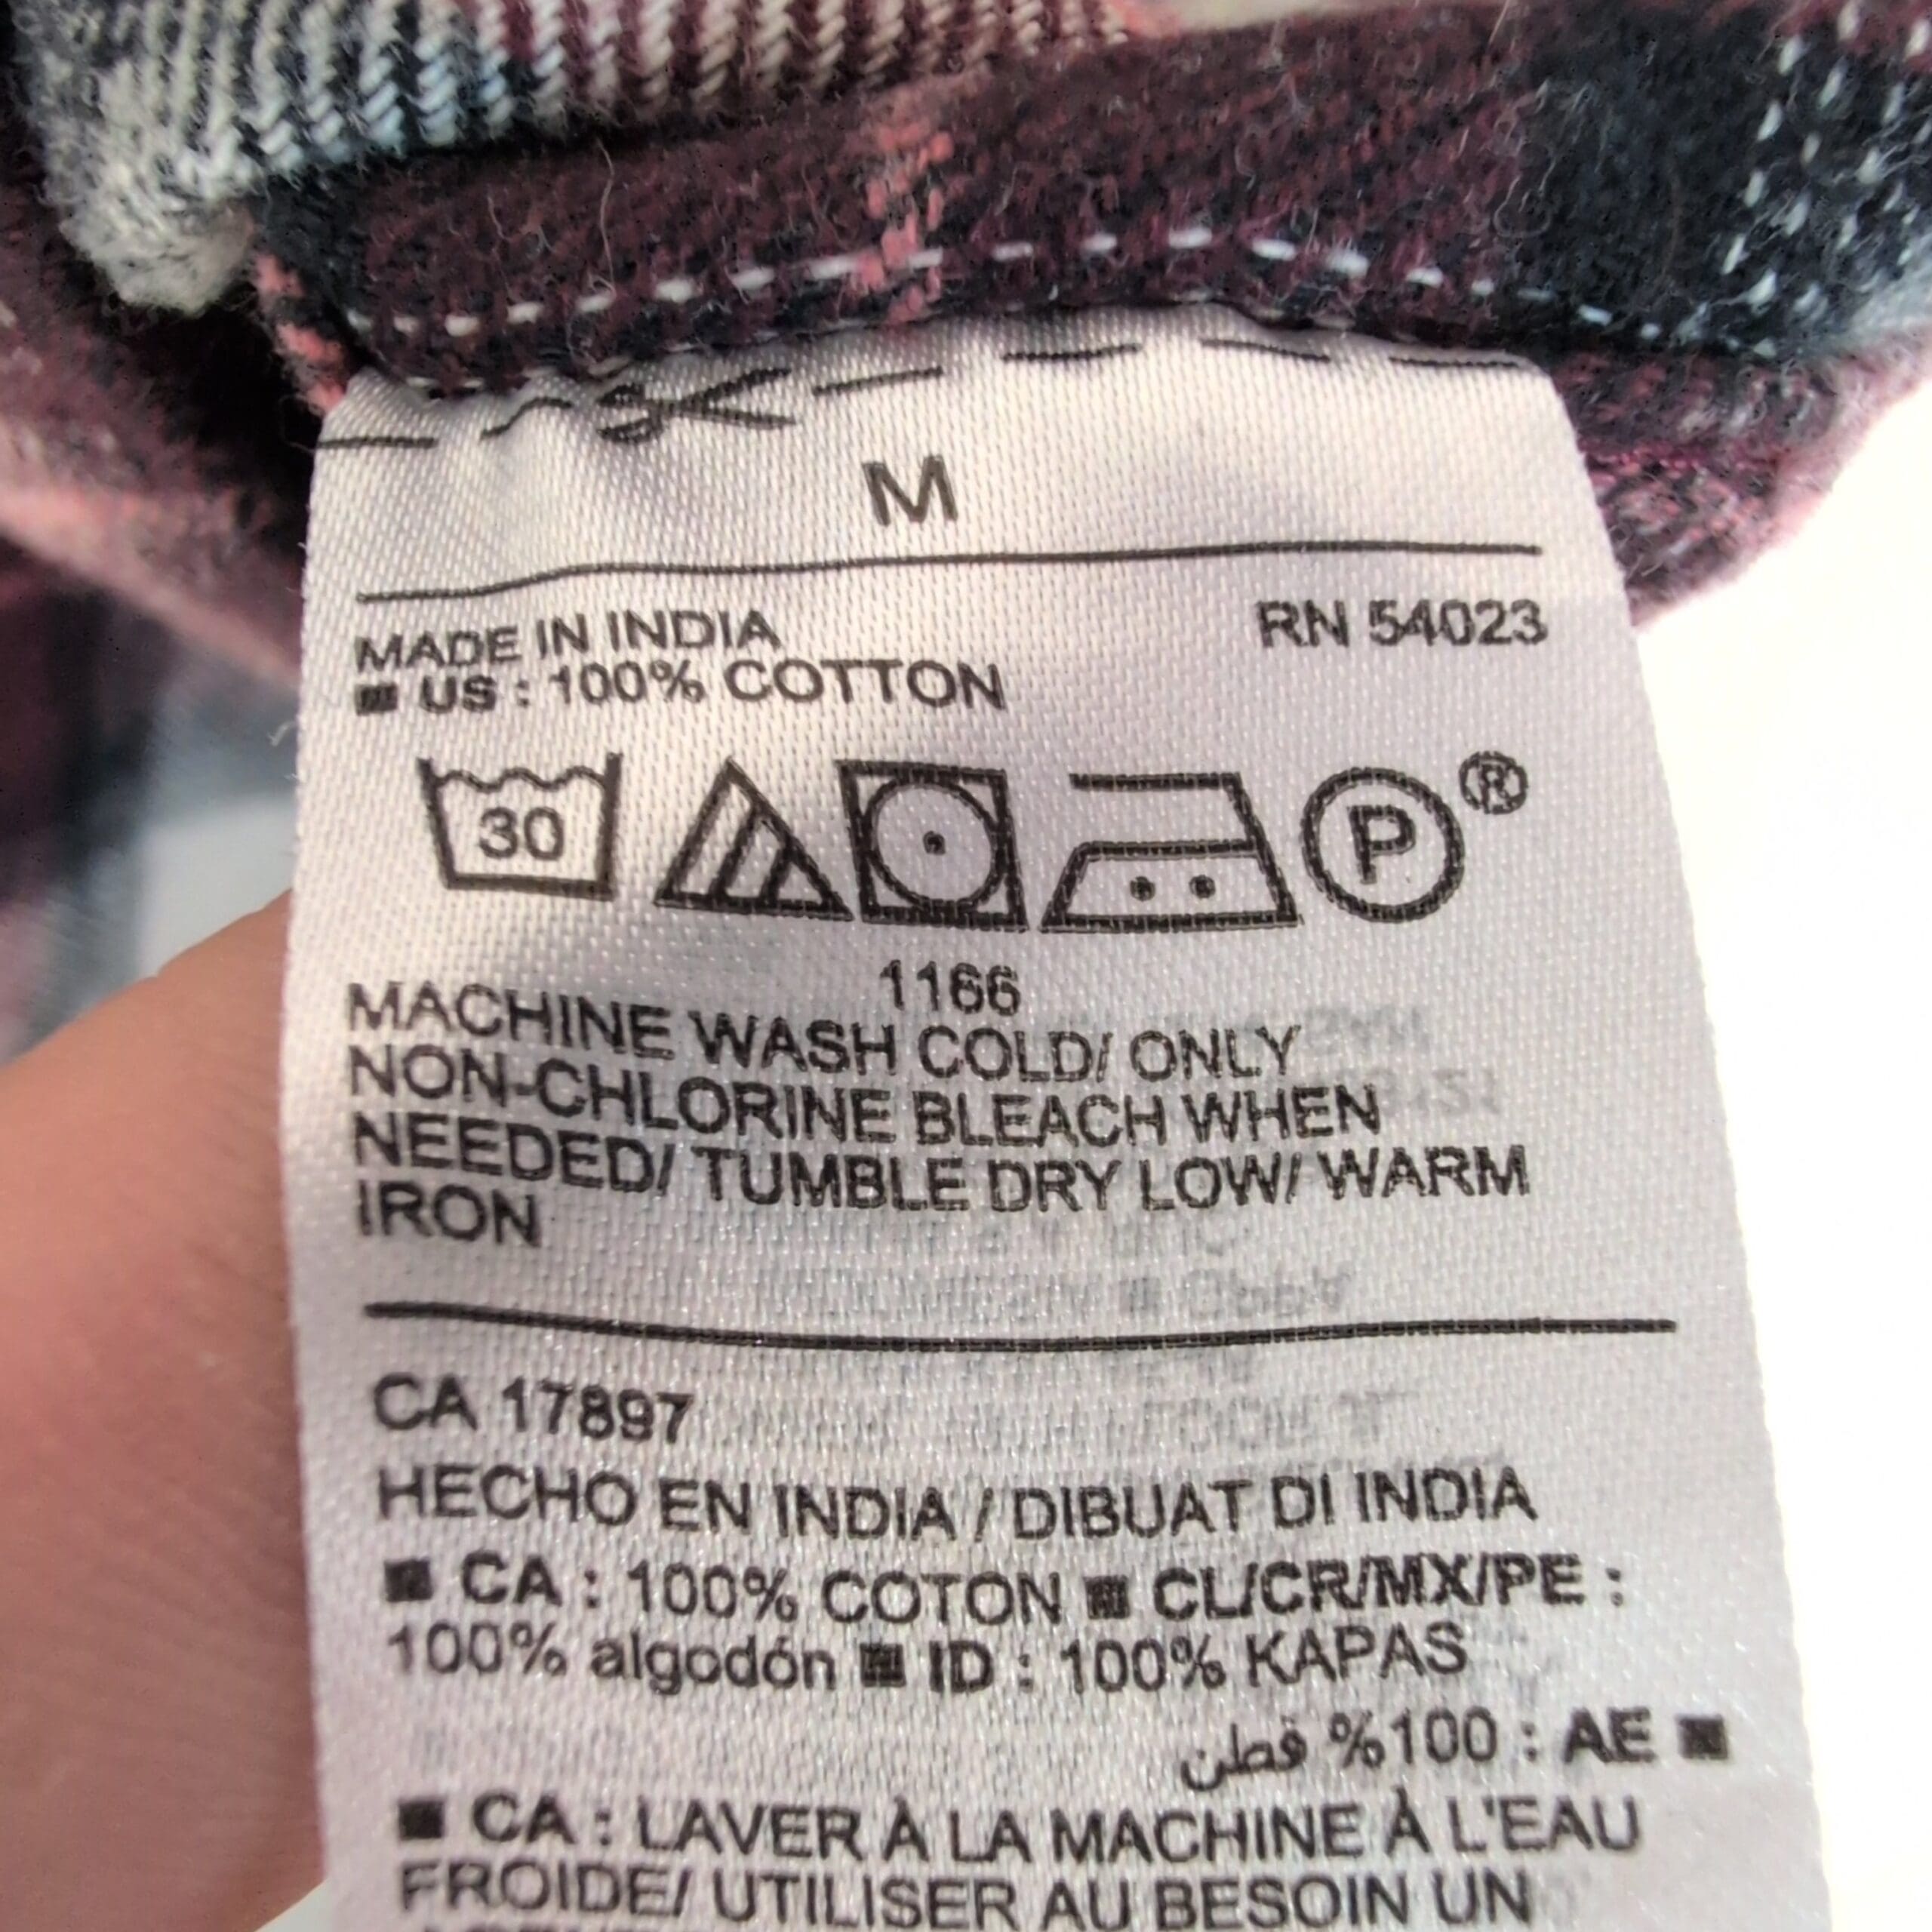 M
MADE IN INDIA RN 54023
■ US : 100% COTTON
30 P ®
1166
MACHINE WASH COLD/ ONLY
NON-CHLORINE BLEACH WHEN
NEEDED/ TUMBLE DRY LOW/ WARM
IRON
CA 17897
HECHO EN INDIA / DIBUAT DI INDIA
■ CA : 100% COTON ■ CL/CR/MX/PE :
100% algodón ■ ID : 100% KAPAS
■ AE : 100% قطن
■ CA : LAVER À LA MACHINE À L'EAU
FROIDE/ UTILISER AU BESOIN UN